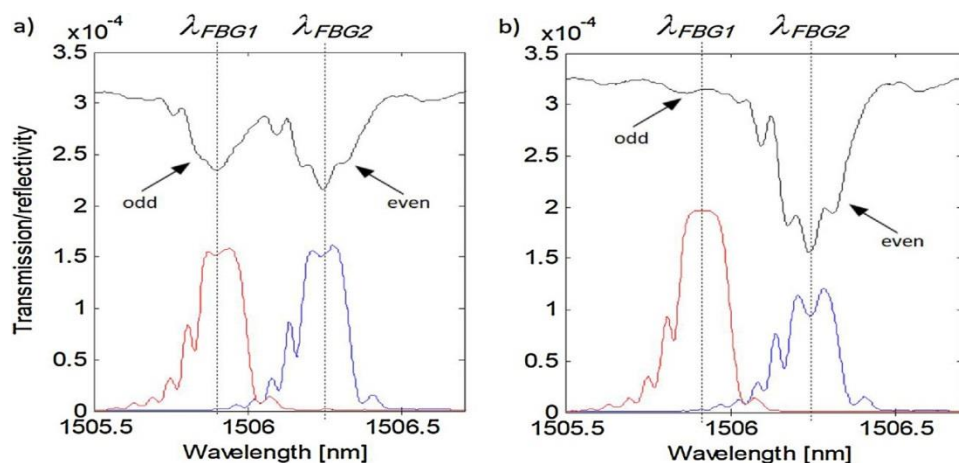 a) λFBG1 λFBG2
x10⁻⁴
3.5
3
2.5
2
1.5
1
0.5
0
1505.5 1506 1506.5
Wavelength [nm]
Transmission/reflectivity
odd
even
b) λFBG1 λFBG2
x10⁻⁴
3.5
3
2.5
2
1.5
1
0.5
0
1505.5 1506 1506.5
Wavelength [nm]
odd
even